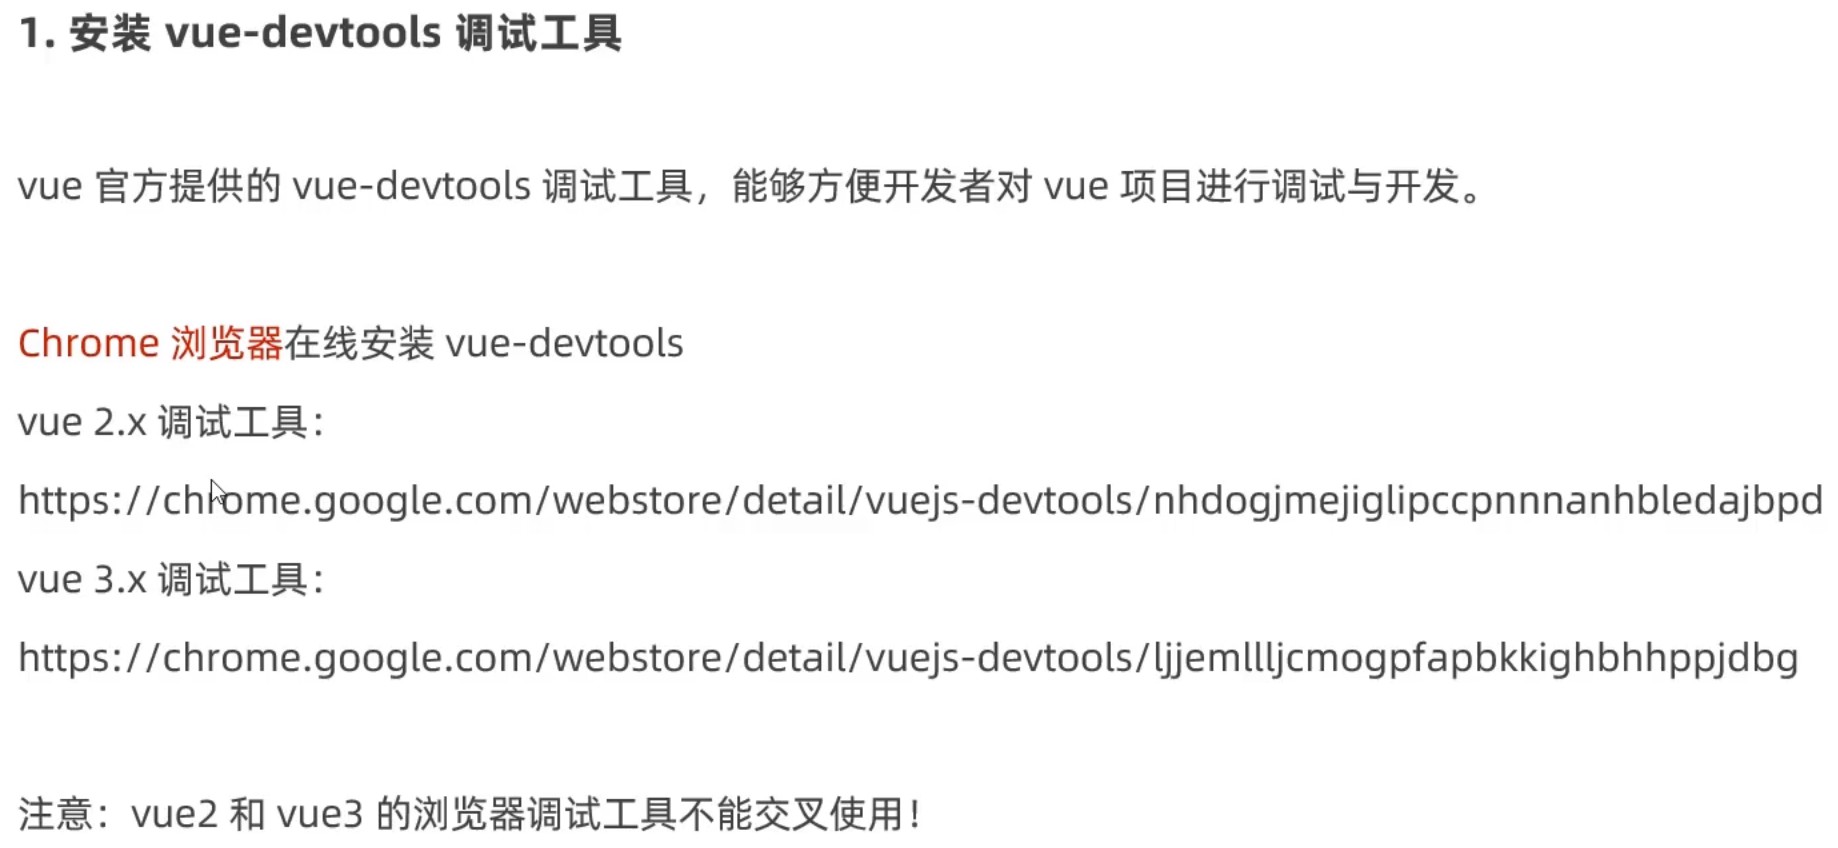 1. 安装 vue-devtools 调试工具
vue 官方提供的 vue-devtools 调试工具，能够方便开发者对 vue 项目进行调试与开发。
Chrome 浏览器在线安装 vue-devtools
vue 2.x 调试工具：
https://chrome.google.com/webstore/detail/vuejs-devtools/nhdogjmejiglipccpnnnanhbledajbpd
vue 3.x 调试工具：
https://chrome.google.com/webstore/detail/vuejs-devtools/ljjemllljcmogpfapbkkighbhhppjdbg
注意：vue2 和 vue3 的浏览器调试工具不能交叉使用！